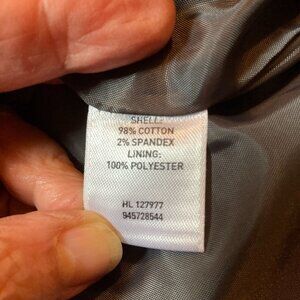 SHELL:
98% COTTON
2% SPANDEX
LINING:
100% POLYESTER
HL 127977
945728544